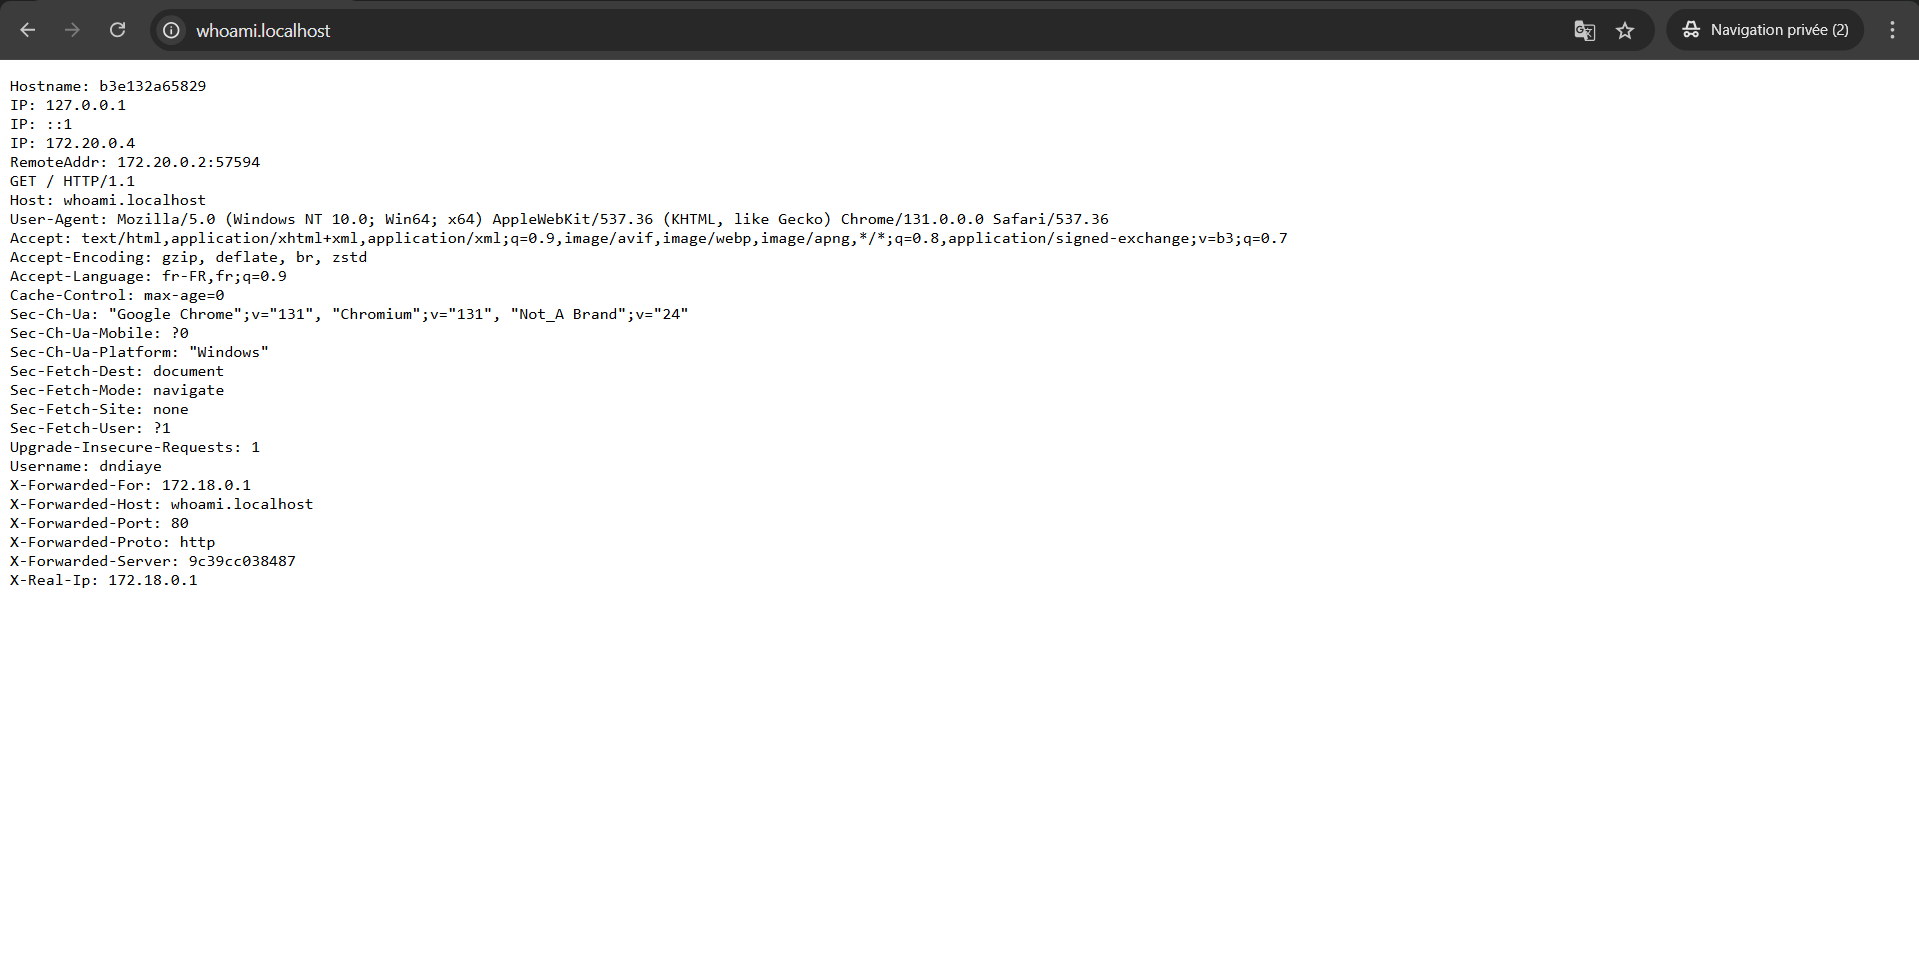 whoami.localhost
Navigation privée (2)
Hostname: b3e132a65829
IP: 127.0.0.1
IP: ::1
IP: 172.20.0.4
RemoteAddr: 172.20.0.2:57594
GET / HTTP/1.1
Host: whoami.localhost
User-Agent: Mozilla/5.0 (Windows NT 10.0; Win64; x64) AppleWebKit/537.36 (KHTML, like Gecko) Chrome/131.0.0.0 Safari/537.36
Accept: text/html,application/xhtml+xml,application/xml;q=0.9,image/avif,image/webp,image/apng,*/*;q=0.8,application/signed-exchange;v=b3;q=0.7
Accept-Encoding: gzip, deflate, br, zstd
Accept-Language: fr-FR,fr;q=0.9
Cache-Control: max-age=0
Sec-Ch-Ua: "Google Chrome";v="131", "Chromium";v="131", "Not_A Brand";v="24"
Sec-Ch-Ua-Mobile: ?0
Sec-Ch-Ua-Platform: "Windows"
Sec-Fetch-Dest: document
Sec-Fetch-Mode: navigate
Sec-Fetch-Site: none
Sec-Fetch-User: ?1
Upgrade-Insecure-Requests: 1
Username: dndiaye
X-Forwarded-For: 172.18.0.1
X-Forwarded-Host: whoami.localhost
X-Forwarded-Port: 80
X-Forwarded-Proto: http
X-Forwarded-Server: 9c39cc038487
X-Real-Ip: 172.18.0.1